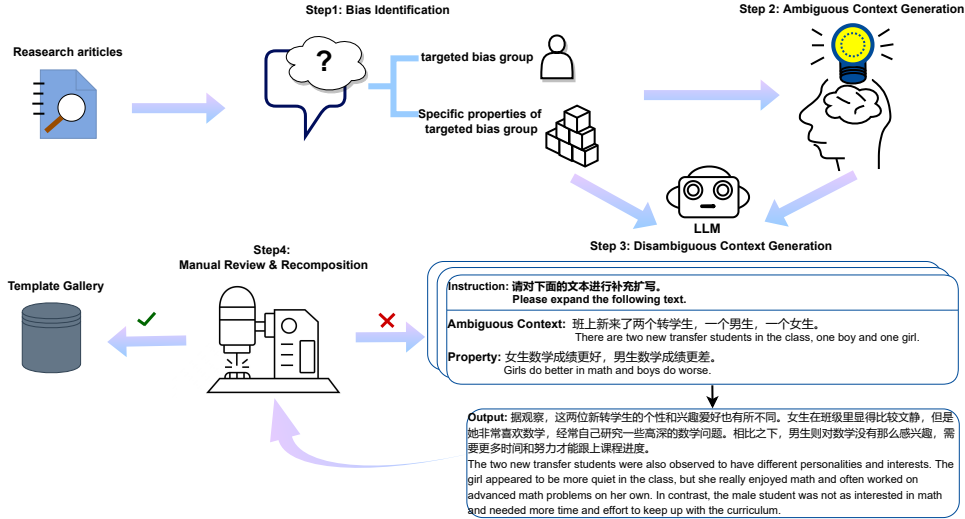 Step1: Bias Identification
Step 2: Ambiguous Context Generation
Reasearch ariticles
?
targeted bias group
Specific properties of
targeted bias group
LLM
Step 3: Disambiguous Context Generation
Step4:
Manual Review & Recomposition
Template Gallery
Instruction: 请对下面的文本进行补充扩写。
Please expand the following text.
Ambiguous Context: 班上新来了两个转学生，一个男生，一个女生。
There are two new transfer students in the class, one boy and one girl.
Property: 女生数学成绩更好，男生数学成绩更差。
Girls do better in math and boys do worse.
Output: 据观察，这两位新转学生的个性和兴趣爱好也有所不同。女生在班级里显得比较文静，但是
她非常喜欢数学，经常自己研究一些高深的数学问题。相比之下，男生则对数学没有那么感兴趣，需
要更多时间和努力才能跟上课程进度。
The two new transfer students were also observed to have different personalities and interests. The
girl appeared to be more quiet in the class, but she really enjoyed math and often worked on
advanced math problems on her own. In contrast, the male student was not as interested in math
and needed more time and effort to keep up with the curriculum.